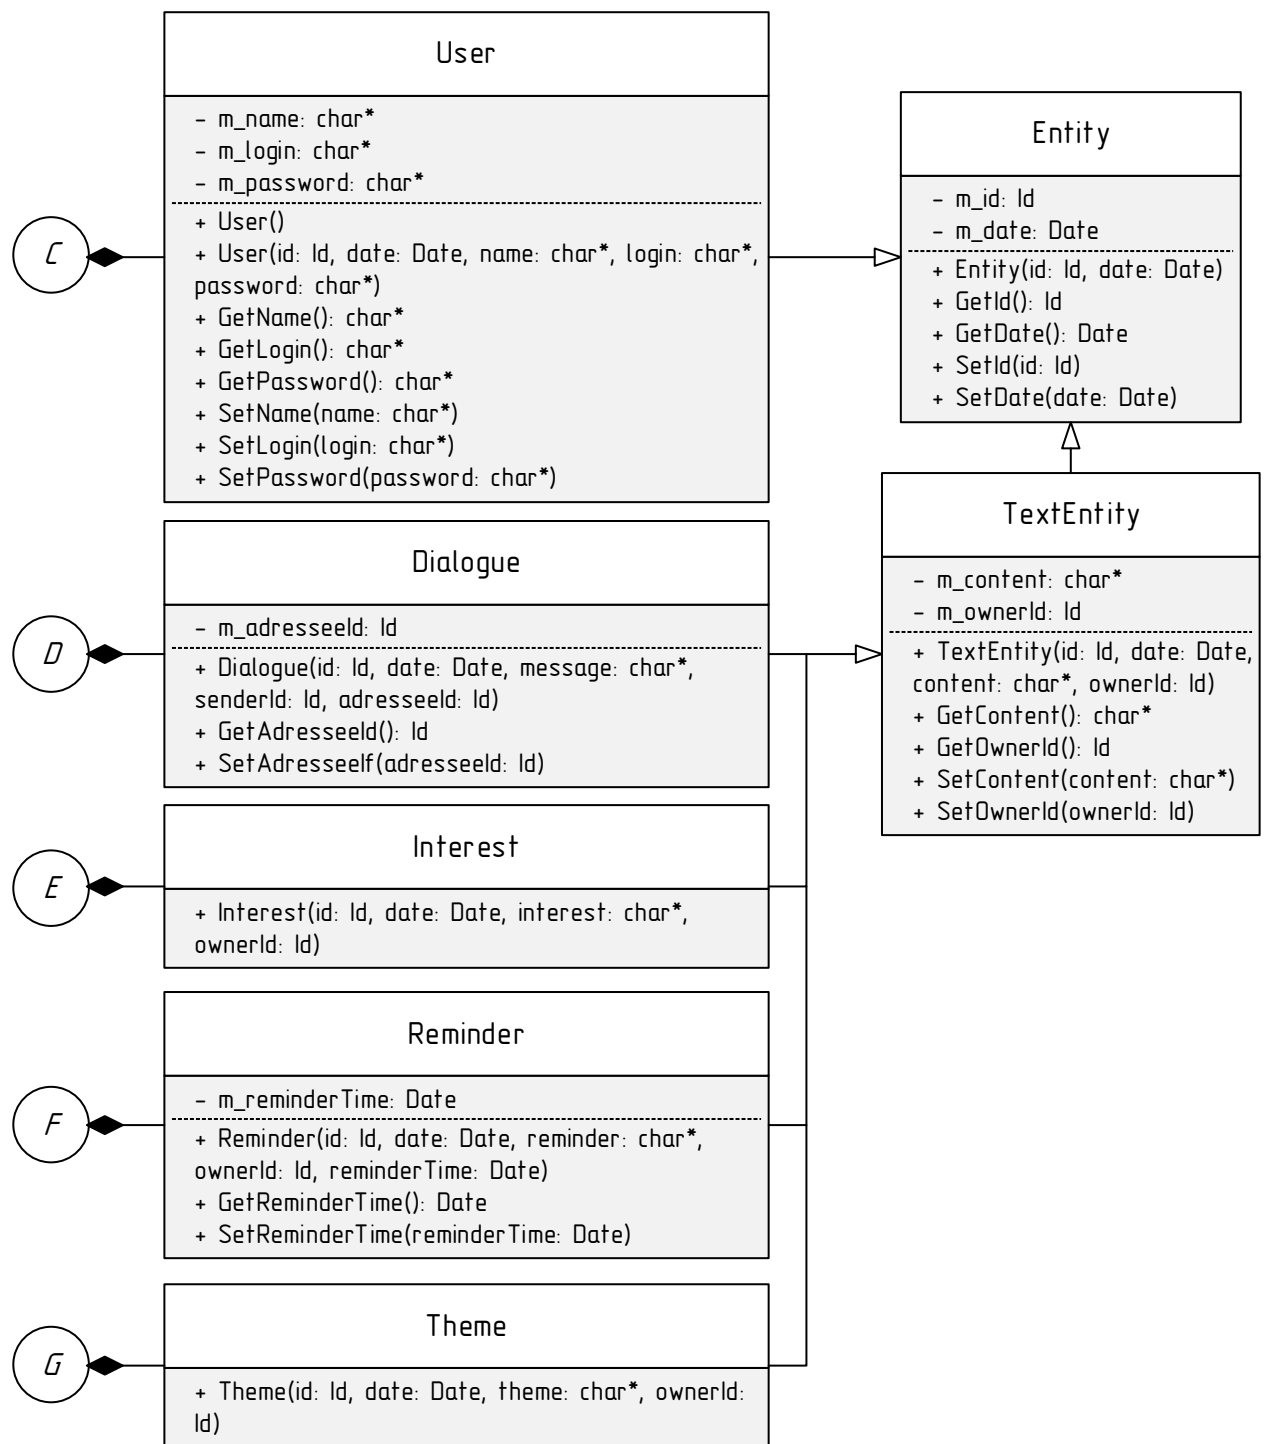 User
- m_name: char*
- m_login: char*
- m_password: char*
+ User()
+ User(id: Id, date: Date, name: char*, login: char*,
password: char*)
+ GetName(): char*
+ GetLogin(): char*
+ GetPassword(): char*
+ SetName(name: char*)
+ SetLogin(login: char*)
+ SetPassword(password: char*)
C
Entity
- m_id: Id
- m_date: Date
+ Entity(id: Id, date: Date)
+ GetId(): Id
+ GetDate(): Date
+ SetId(id: Id)
+ SetDate(date: Date)
TextEntity
- m_content: char*
- m_ownerId: Id
+ TextEntity(id: Id, date: Date,
content: char*, ownerId: Id)
+ GetContent(): char*
+ GetOwnerId(): Id
+ SetContent(content: char*)
+ SetOwnerId(ownerId: Id)
Dialogue
- m_adresseeId: Id
+ Dialogue(id: Id, date: Date, message: char*,
senderId: Id, adresseeId: Id)
+ GetAdresseeId(): Id
+ SetAdresseeIf(adresseeId: Id)
D
Interest
+ Interest(id: Id, date: Date, interest: char*,
ownerId: Id)
E
Reminder
- m_reminderTime: Date
+ Reminder(id: Id, date: Date, reminder: char*,
ownerId: Id, reminderTime: Date)
+ GetReminderTime(): Date
+ SetReminderTime(reminderTime: Date)
F
Theme
+ Theme(id: Id, date: Date, theme: char*, ownerId:
Id)
G